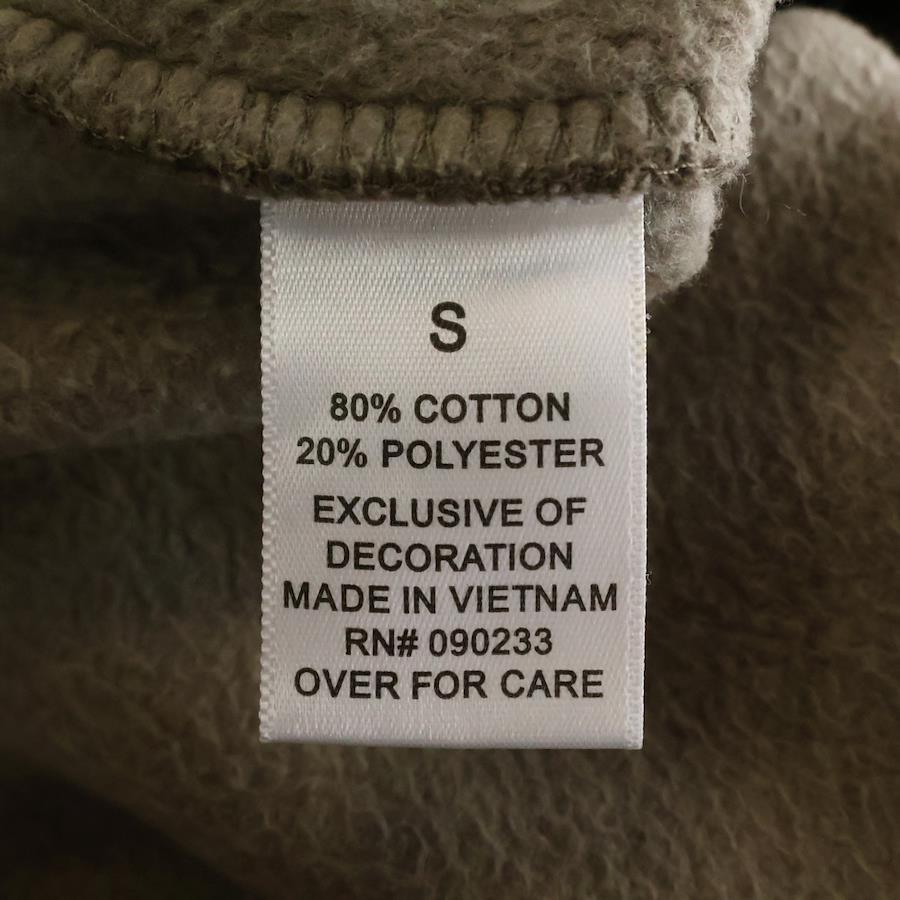 S
80% COTTON
20% POLYESTER
EXCLUSIVE OF
DECORATION
MADE IN VIETNAM
RN# 090233
OVER FOR CARE